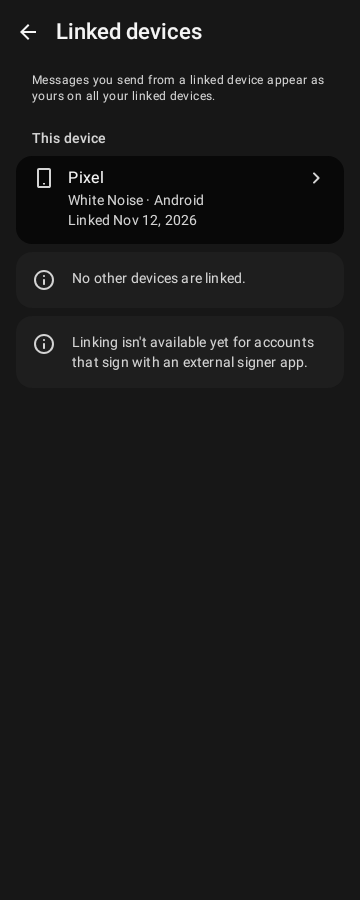 Linked devices
Messages you send from a linked device appear as
yours on all your linked devices.
This device
Pixel
White Noise · Android
Linked Nov 12, 2026
No other devices are linked.
Linking isn't available yet for accounts
that sign with an external signer app.